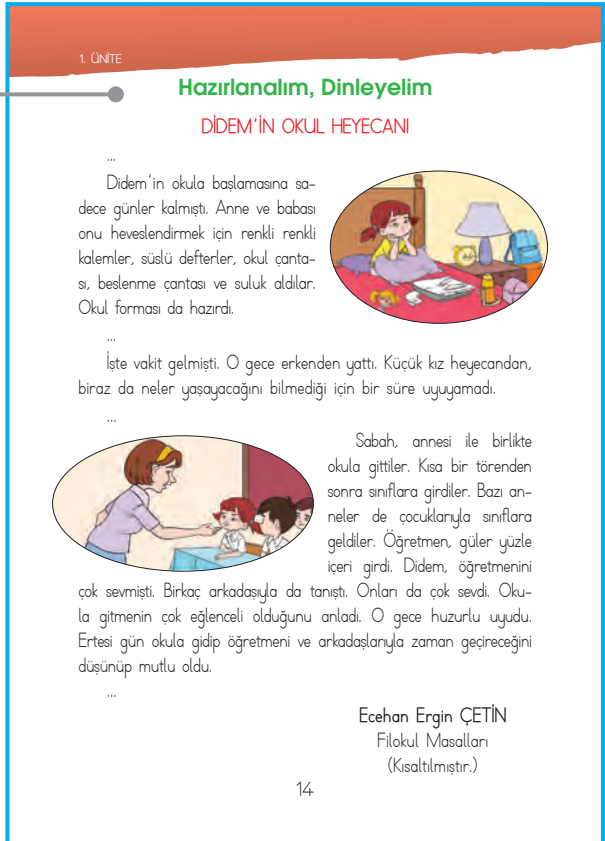 1. ÜNİTE
Hazırlanalım, Dinleyelim
DİDEM'İN OKUL HEYECANI
...
Didem'in okula başlamasına sa-
dece günler kalmıştı. Anne ve babası
onu heveslendirmek için renkli renkli
kalemler, süslü defterler, okul çanta-
sı, beslenme çantası ve suluk aldılar.
Okul forması da hazırdı.
...
İşte vakit gelmişti. O gece erkenden yattı. Küçük kız heyecandan,
biraz da neler yaşayacağını bilmediği için bir süre uyuyamadı.
...
Sabah, annesi ile birlikte
okula gittiler. Kısa bir törenden
sonra sınıflara girdiler. Bazı an-
neler de çocuklarıyla sınıflara
geldiler. Öğretmen, güler yüzle
içeri girdi. Didem, öğretmenini
çok sevmişti. Birkaç arkadaşıyla da tanıştı. Onları da çok sevdi. Oku-
la gitmenin çok eğlenceli olduğunu anladı. O gece huzurlu uyudu.
Ertesi gün okula gidip öğretmeni ve arkadaşlarıyla zaman geçireceğini
düşünüp mutlu oldu.
...
Ecehan Ergin ÇETİN
Filokul Masalları
(Kısaltılmıştır.)
14